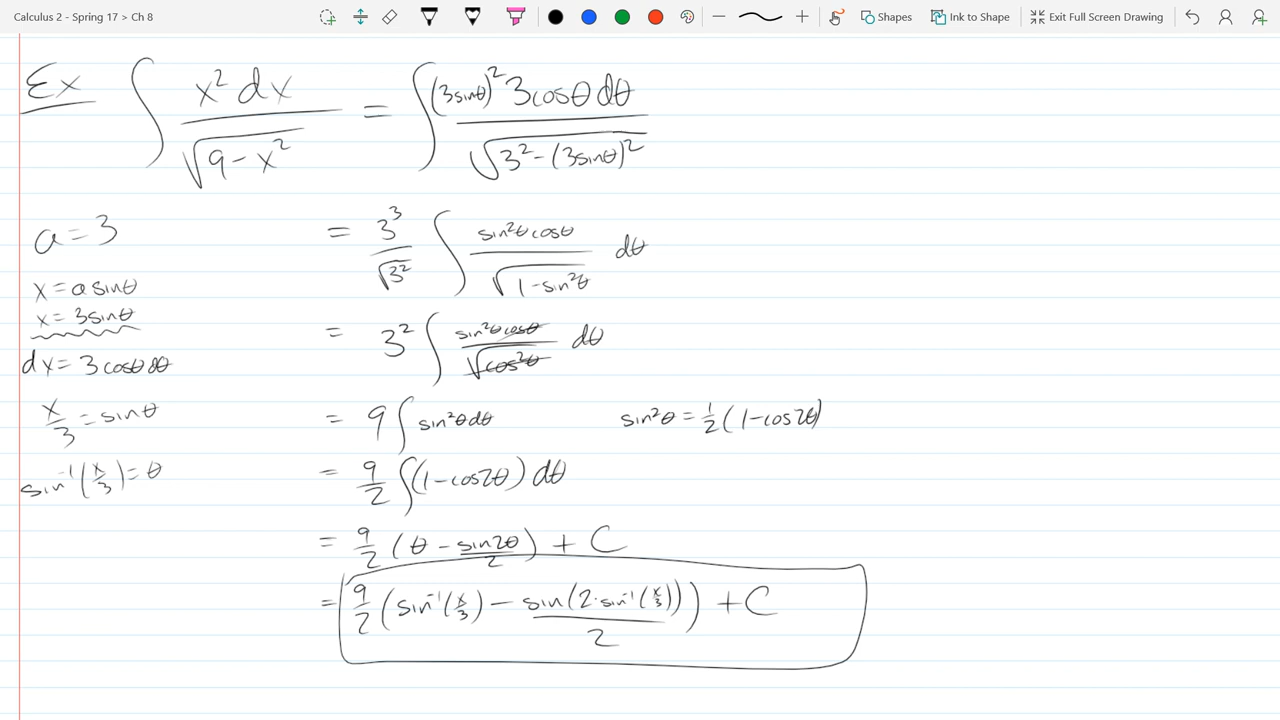 Calculus 2 - Spring 17 > Ch 8
Shapes
Ink to Shape
Exit Full Screen Drawing
Ex ∫ x² dx / √(9 - x²) = ∫ (3sinθ)² 3cosθ dθ / √(3² - (3sinθ)²)
a = 3
= 3³/√3² ∫ sin²θ cosθ / √(1 - sin²θ) dθ
x = a sinθ
x = 3sinθ
= 3² ∫ sin²θ cosθ / √cos²θ dθ
dx = 3cosθ dθ
x/3 = sinθ
= 9 ∫ sin²θ dθ
sin²θ = 1/2 (1 - cos2θ)
sin⁻¹(x/3) = θ
= 9/2 ∫ (1 - cos2θ) dθ
= 9/2 (θ - sin2θ/2) + C
= 9/2 (sin⁻¹(x/3) - sin(2·sin⁻¹(x/3))/2) + C